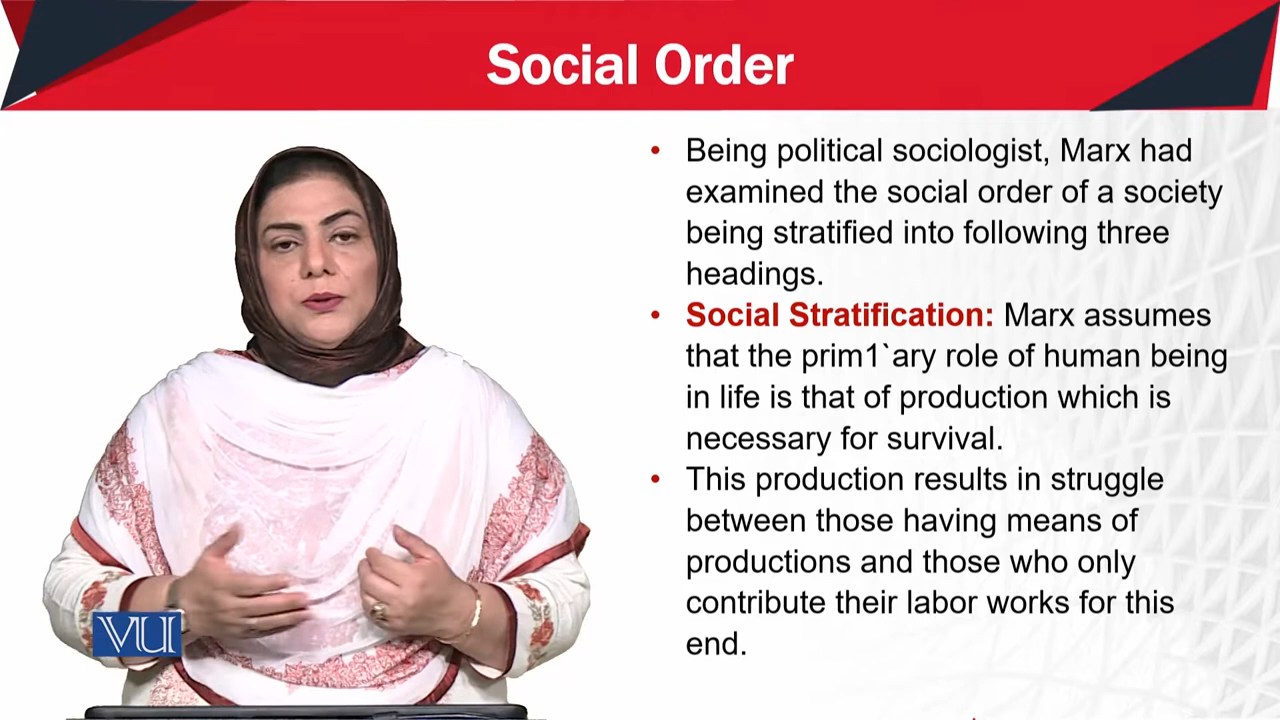 Social Order
• Being political sociologist, Marx had
examined the social order of a society
being stratified into following three
headings.
• Social Stratification: Marx assumes
that the prim1`ary role of human being
in life is that of production which is
necessary for survival.
• This production results in struggle
between those having means of
productions and those who only
contribute their labor works for this
end.
VU